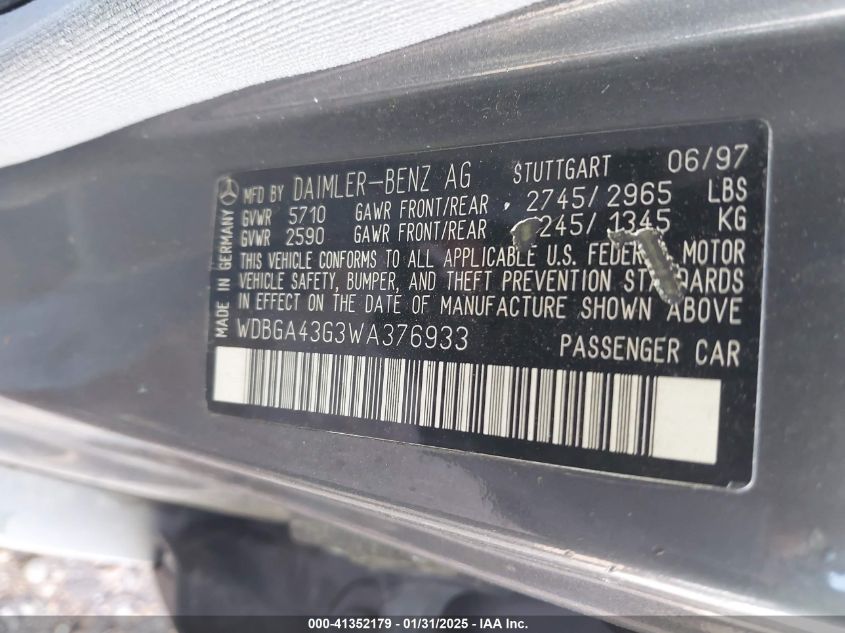 MFD BY DAIMLER-BENZ AG STUTTGART 06/97
GVWR 5710 GAWR FRONT/REAR 2745/2965 LBS
GVWR 2590 GAWR FRONT/REAR 245/1345 KG
THIS VEHICLE CONFORMS TO ALL APPLICABLE U.S. MOTOR
VEHICLE SAFETY, BUMPER, AND THEFT PREVENTION
IN EFFECT ON THE DATE OF MANUFACTURE SHOWN ABOVE
WDBGA43G3WA376933 PASSENGER CAR
MADE IN GERMANY
000-41352179 - 01/31/2025 - IAA Inc.